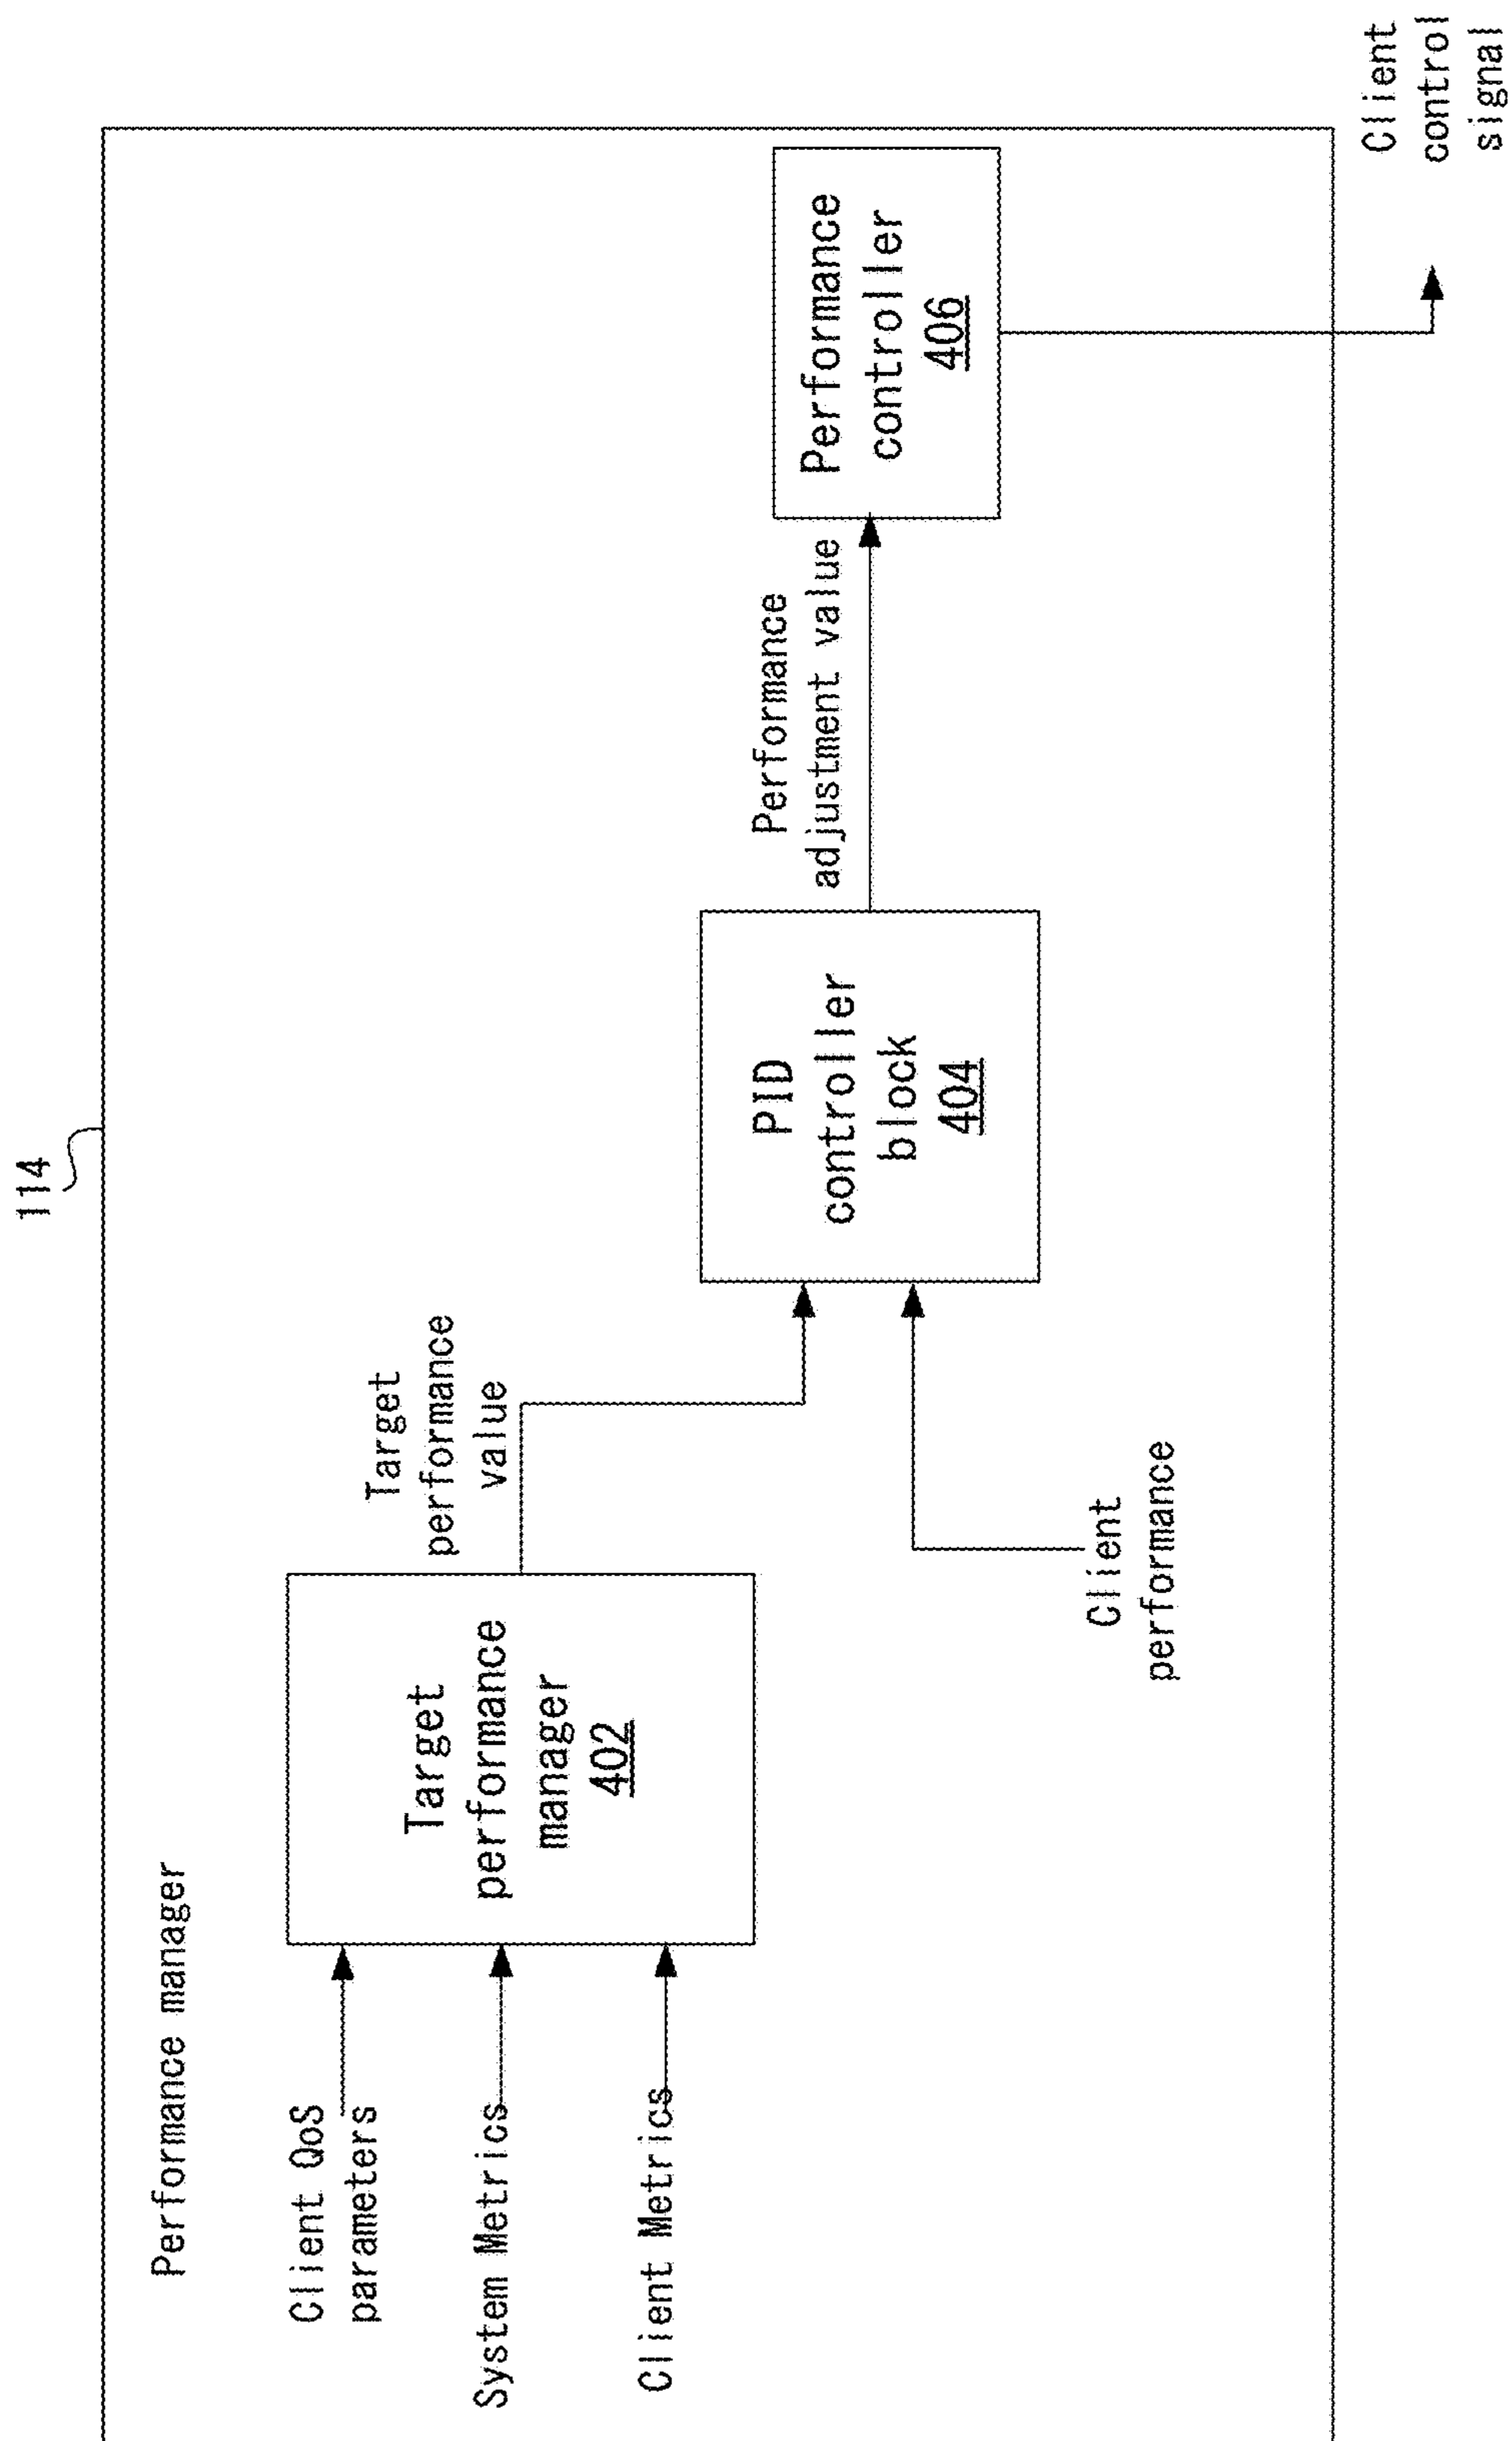 114
Performance manager
Client QoS
parameters
System Metrics
Client Metrics
Target
performance
manager
402
Target
performance
value
Client
performance
PID
controller
block
404
Performance
adjustment value
Performance
controller
406
Client
control
signal